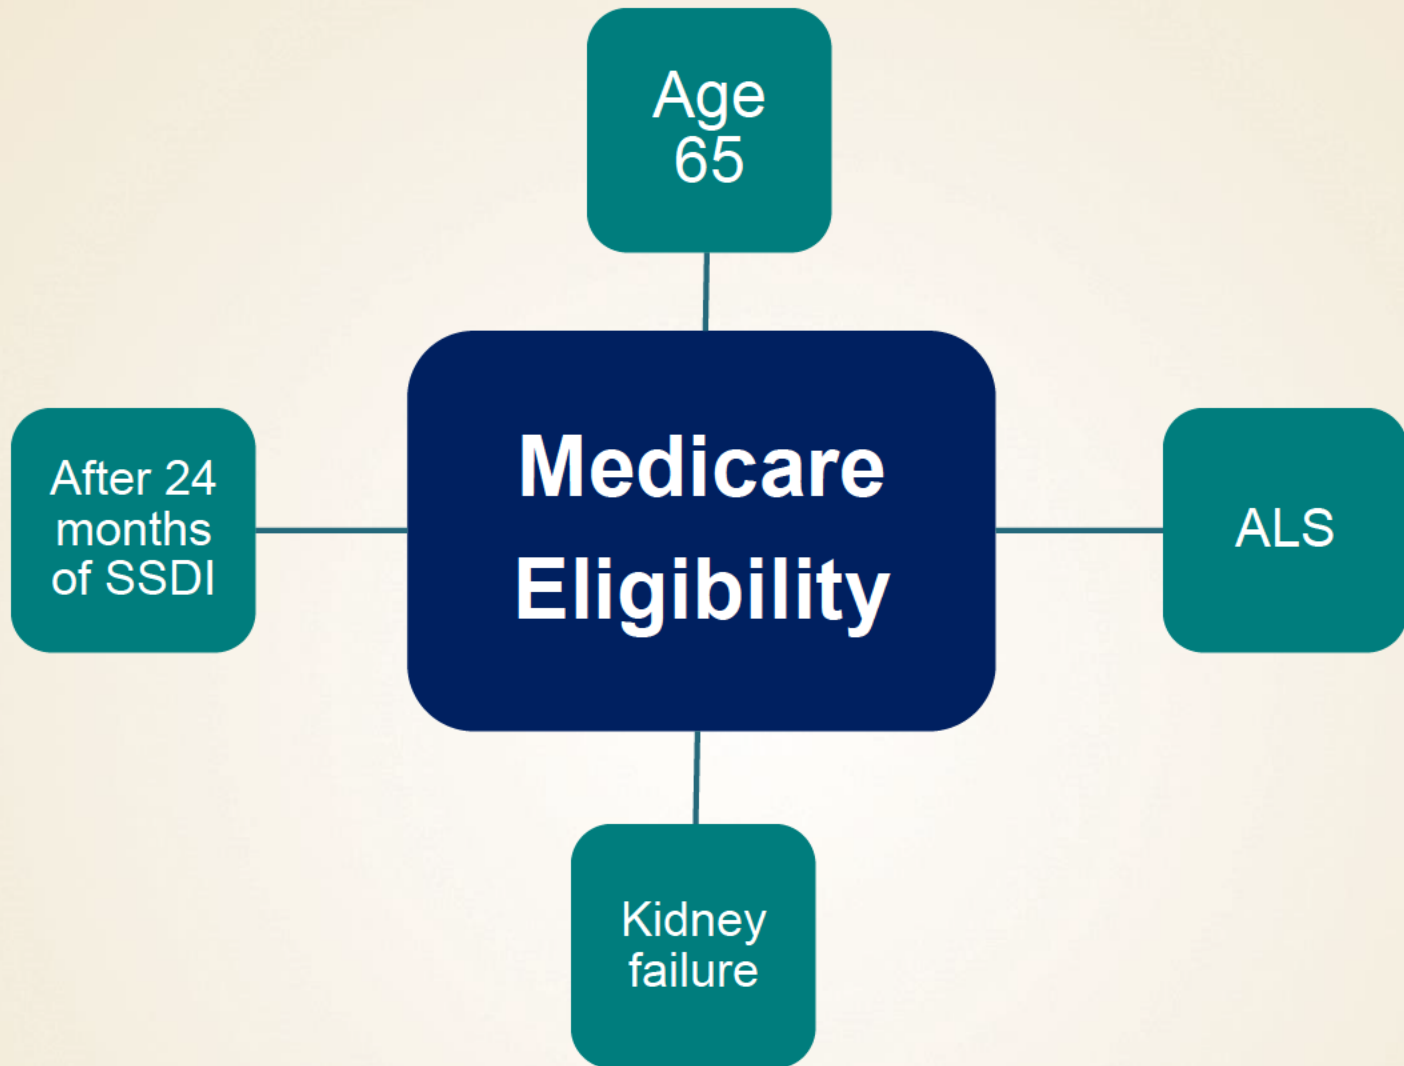 Age
65
After 24
months
of SSDI
Medicare
Eligibility
ALS
Kidney
failure